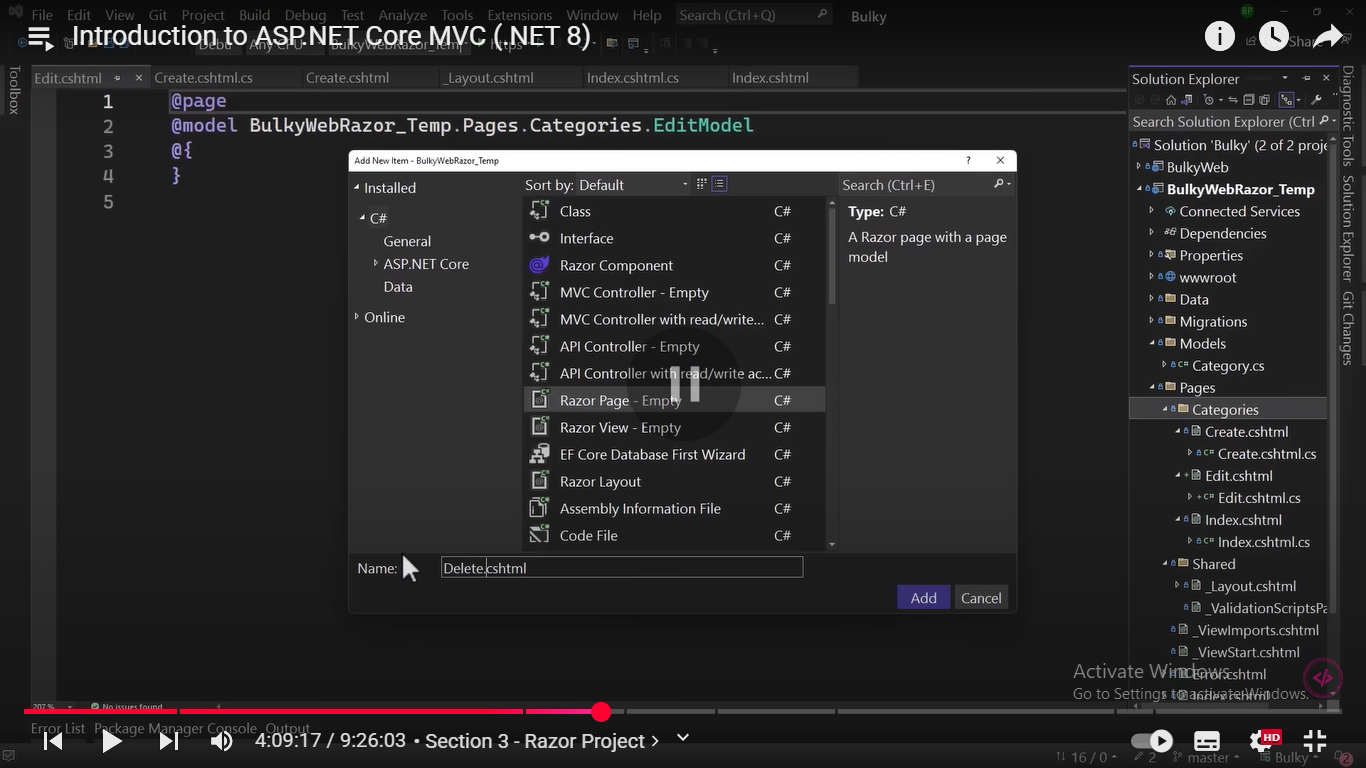 File Edit View Git Project Build Debug Test Analyze Tools Extensions Window Help Search (Ctrl+Q) Bulky
Introduction to ASP.NET Core MVC (.NET 8)
Share
Toolbox
Edit.cshtml Create.cshtml.cs Create.cshtml _Layout.cshtml Index.cshtml.cs Index.cshtml
1 @page
2 @model BulkyWebRazor_Temp.Pages.Categories.EditModel
3 @{
4 }
5
Add New Item - BulkyWebRazor_Temp
Installed
C#
General
ASP.NET Core
Data
Online
Sort by: Default
Class C#
Interface C#
Razor Component C#
MVC Controller - Empty C#
MVC Controller with read/write... C#
API Controller - Empty C#
API Controller with read/write ac... C#
Razor Page - Empty C#
Razor View - Empty C#
EF Core Database First Wizard C#
Razor Layout C#
Assembly Information File C#
Code File C#
Search (Ctrl+E)
Type: C#
A Razor page with a page
model
Name: Delete.cshtml
Add Cancel
Solution Explorer
Search Solution Explorer (Ctrl
Solution 'Bulky' (2 of 2 proje
BulkyWeb
BulkyWebRazor_Temp
Connected Services
Dependencies
Properties
wwwroot
Data
Migrations
Models
C# Category.cs
Pages
Categories
Create.cshtml
C# Create.cshtml.cs
Edit.cshtml
C# Edit.cshtml.cs
Index.cshtml
C# Index.cshtml.cs
Shared
_Layout.cshtml
_ValidationScriptsPa
_ViewImports.cshtml
_ViewStart.cshtml
Error.cshtml
Index.cshtml
Diagnostic Tools Solution Explorer Git Changes
Activate Windows
Go to Settings to activate Windows.
207 % No issues found
Error List Package Manager Console Output
4:09:17 / 9:26:03 • Section 3 - Razor Project
HD
16 / 0 2 master Bulky 2